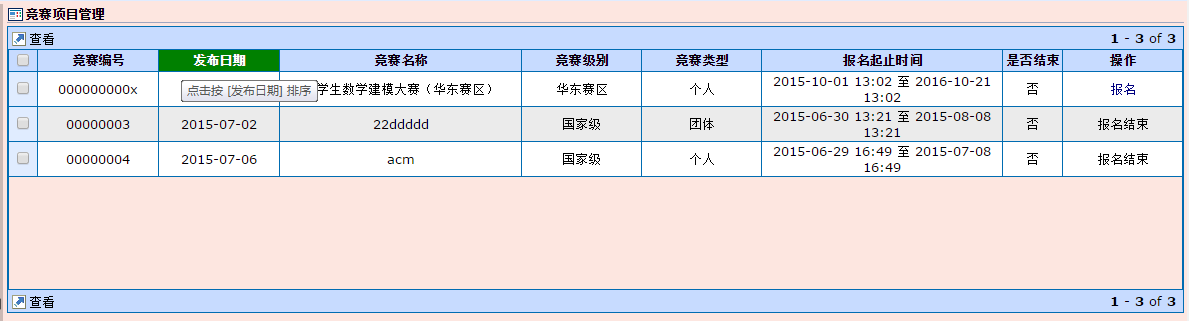 竞赛项目管理
查看 1 - 3 of 3
竞赛编号 发布日期 竞赛名称 竞赛级别 竞赛类型 报名起止时间 是否结束 操作
000000000x 点击按 [发布日期] 排序 学生数学建模大赛（华东赛区） 华东赛区 个人 2015-10-01 13:02 至 2016-10-21 否 报名
13:02
00000003 2015-07-02 22ddddd 国家级 团体 2015-06-30 13:21 至 2015-08-08 否 报名结束
13:21
00000004 2015-07-06 acm 国家级 个人 2015-06-29 16:49 至 2015-07-08 否 报名结束
16:49
查看 1 - 3 of 3